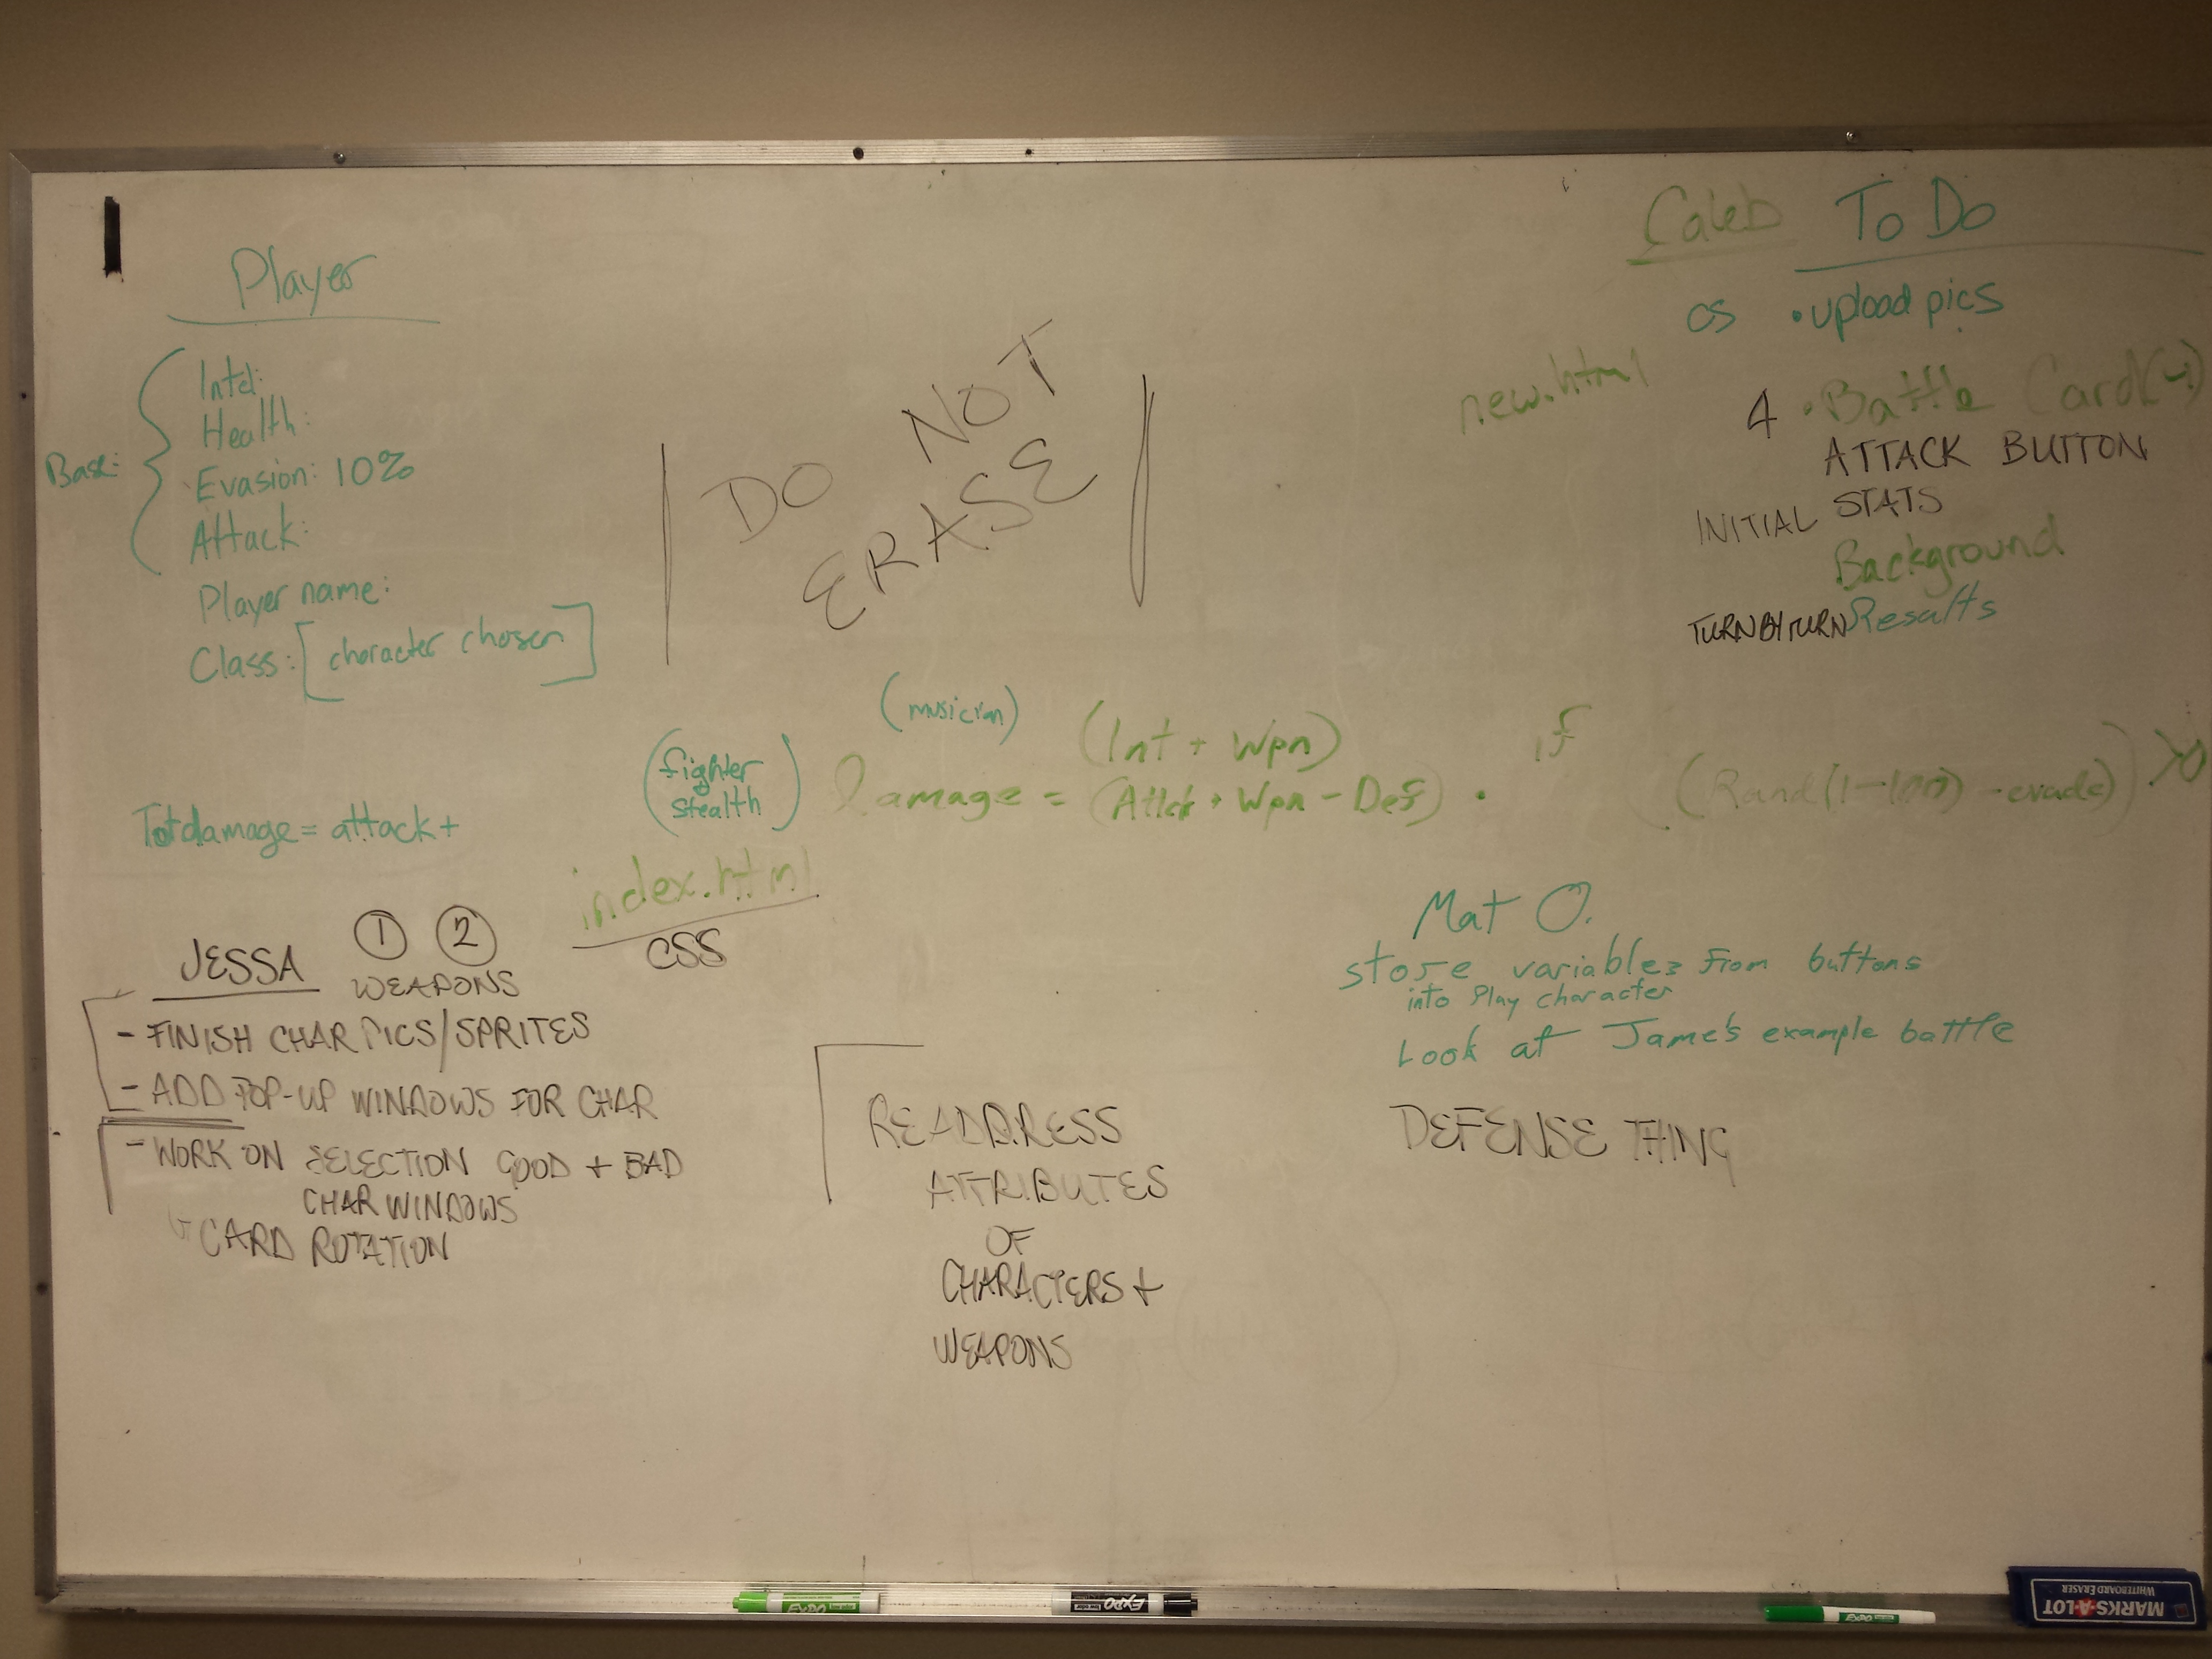 Player
Base:
Intel:
Health:
Evasion: 10%
Attack:
Player name:
Class: [character chosen]
DO NOT
ERASE
Caleb To Do
• upload pics
new.html
4 • Battle Card(4)
ATTACK BUTTON
INITIAL STATS
Background
TURN BY TURN Results
(musician) (Int + Wpn)
(fighter
stealth)
Damage = (Attck + Wpn - Def) • if (Rand(1-100) - evade) >0
Tot damage = attack +
index.html
CSS
JESSA
① ②
WEAPONS
- FINISH CHAR PICS/SPRITES
- ADD POP-UP WINDOWS FOR CHAR
- WORK ON SELECTION GOOD + BAD
CHAR WINDOWS
CARD ROTATION
READDRESS
ATTRIBUTES
OF
CHARACTERS +
WEAPONS
Mat O.
store variables from buttons
into Play character
Look at Jame's example battle
DEFENSE THING
EXPO
EXPO
EXPO
MARKS-A-LOT
WHITEBOARD ERASER